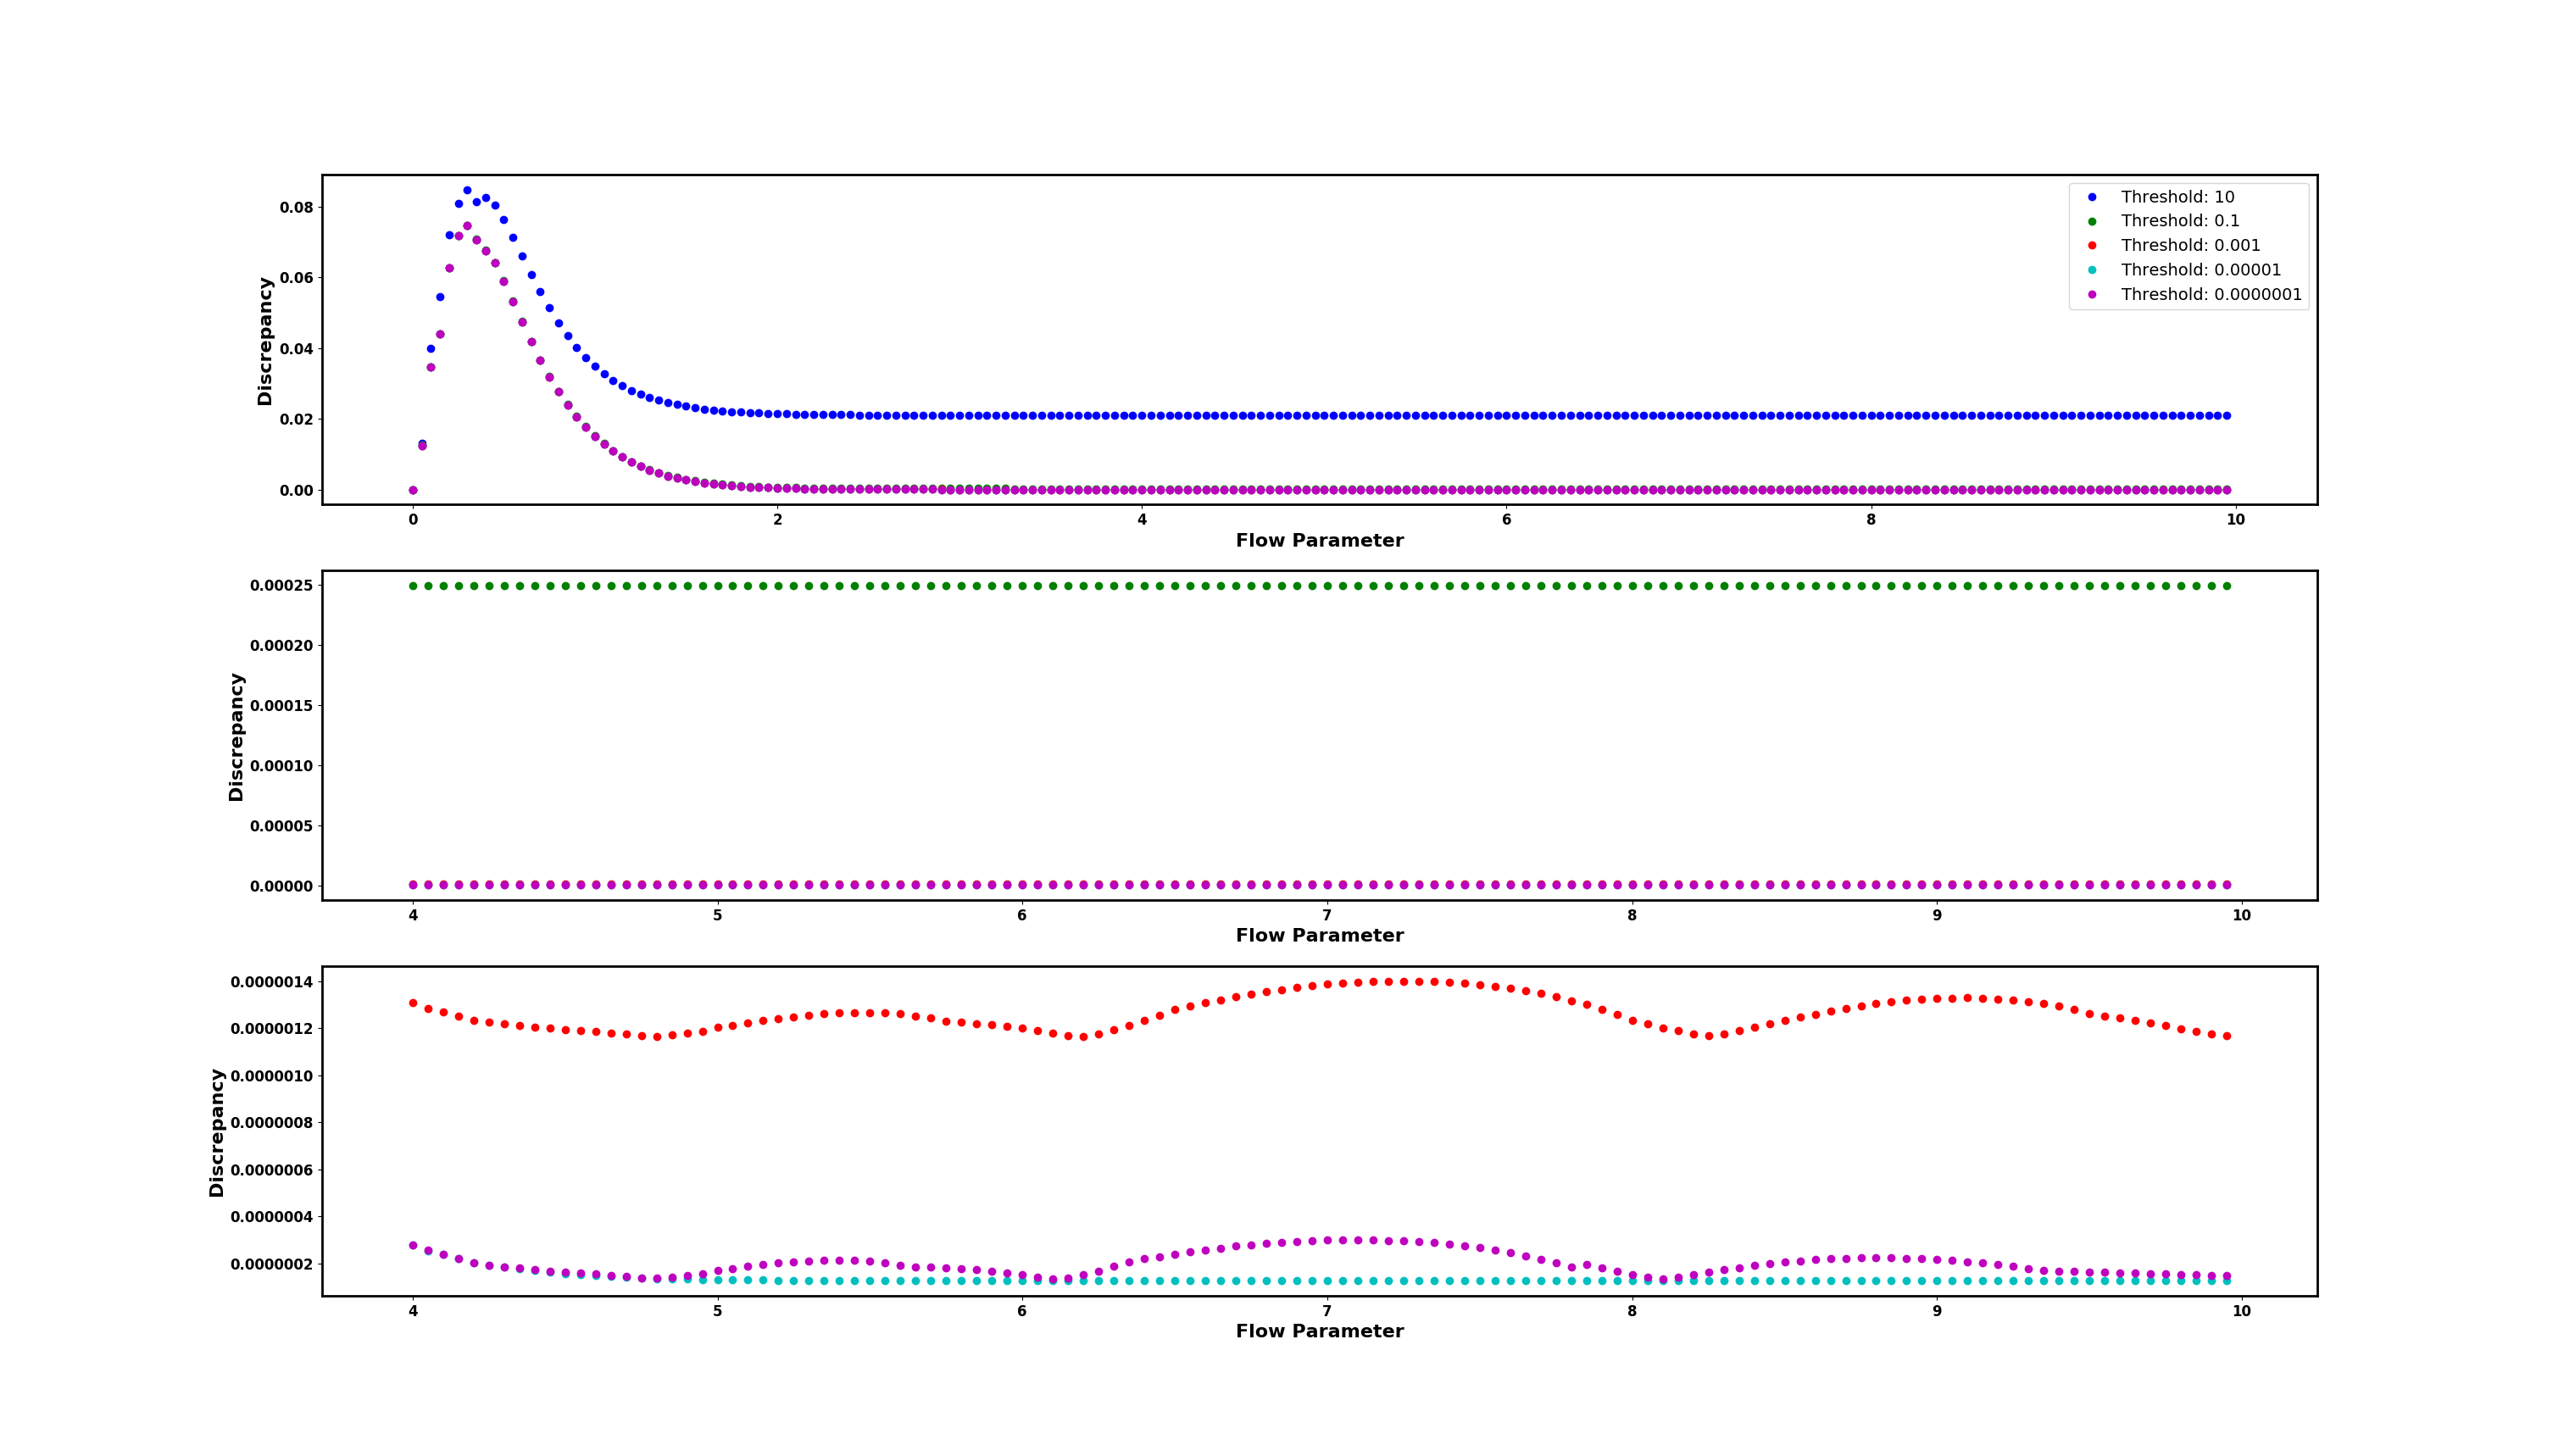 Discrepancy
0.08
0.06
0.04
0.02
0.00
Threshold: 10
Threshold: 0.1
Threshold: 0.001
Threshold: 0.00001
Threshold: 0.0000001
0 2 4 6 8 10
Flow Parameter
Discrepancy
0.00025
0.00020
0.00015
0.00010
0.00005
0.00000
4 5 6 7 8 9 10
Flow Parameter
Discrepancy
0.0000014
0.0000012
0.0000010
0.0000008
0.0000006
0.0000004
0.0000002
4 5 6 7 8 9 10
Flow Parameter